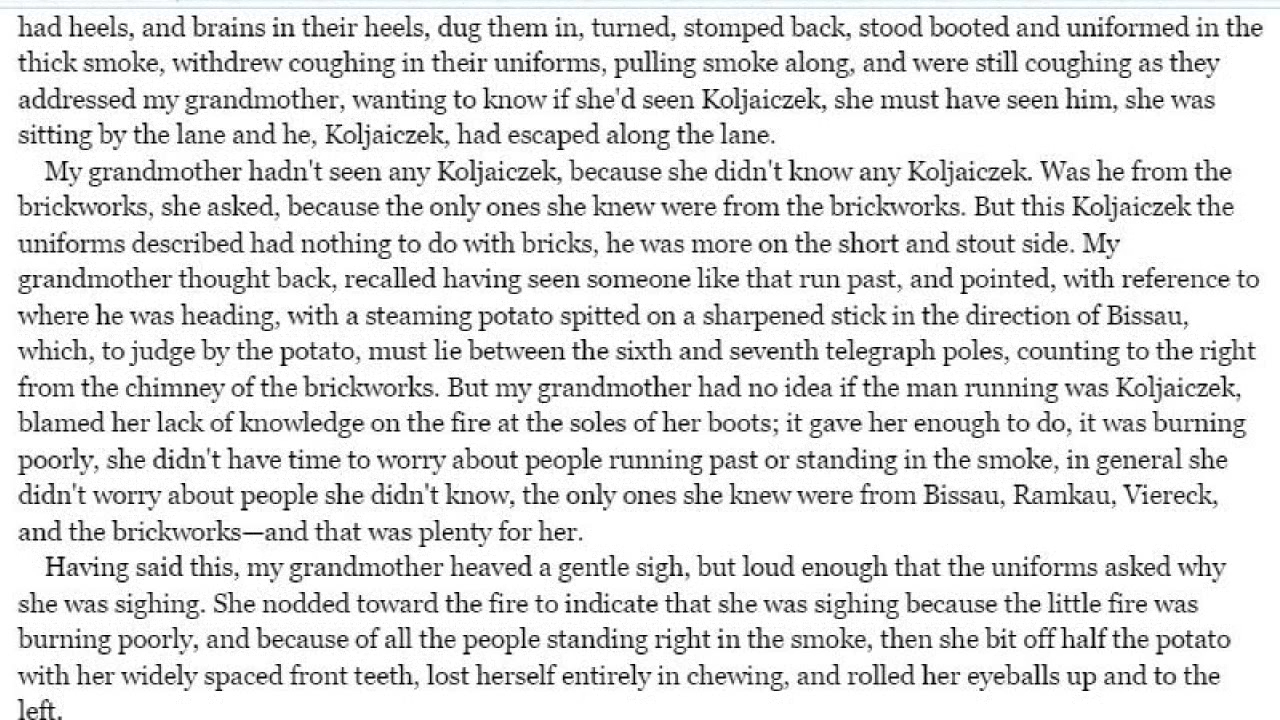 had heels, and brains in their heels, dug them in, turned, stomped back, stood booted and uniformed in the
thick smoke, withdrew coughing in their uniforms, pulling smoke along, and were still coughing as they
addressed my grandmother, wanting to know if she'd seen Koljaiczek, she must have seen him, she was
sitting by the lane and he, Koljaiczek, had escaped along the lane.
My grandmother hadn't seen any Koljaiczek, because she didn't know any Koljaiczek. Was he from the
brickworks, she asked, because the only ones she knew were from the brickworks. But this Koljaiczek the
uniforms described had nothing to do with bricks, he was more on the short and stout side. My
grandmother thought back, recalled having seen someone like that run past, and pointed, with reference to
where he was heading, with a steaming potato spitted on a sharpened stick in the direction of Bissau,
which, to judge by the potato, must lie between the sixth and seventh telegraph poles, counting to the right
from the chimney of the brickworks. But my grandmother had no idea if the man running was Koljaiczek,
blamed her lack of knowledge on the fire at the soles of her boots; it gave her enough to do, it was burning
poorly, she didn't have time to worry about people running past or standing in the smoke, in general she
didn't worry about people she didn't know, the only ones she knew were from Bissau, Ramkau, Viereck,
and the brickworks—and that was plenty for her.
Having said this, my grandmother heaved a gentle sigh, but loud enough that the uniforms asked why
she was sighing. She nodded toward the fire to indicate that she was sighing because the little fire was
burning poorly, and because of all the people standing right in the smoke, then she bit off half the potato
with her widely spaced front teeth, lost herself entirely in chewing, and rolled her eyeballs up and to the
left.